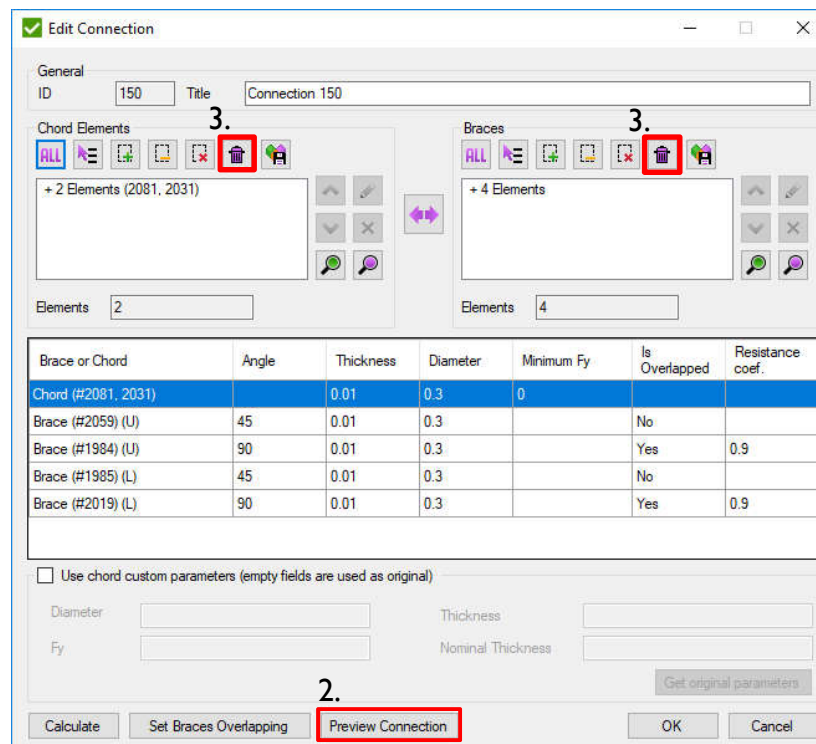 Edit Connection
General
ID 150 Title Connection 150
3. 3.
Chord Elements Braces
ALL ALL
+ 2 Elements (2081, 2031) + 4 Elements
Elements 2 Elements 4
Brace or Chord Angle Thickness Diameter Minimum Fy Is Overlapped Resistance coef.
Chord (#2081, 2031) 0.01 0.3 0
Brace (#2059) (U) 45 0.01 0.3 No
Brace (#1984) (U) 90 0.01 0.3 Yes 0.9
Brace (#1985) (L) 45 0.01 0.3 No
Brace (#2019) (L) 90 0.01 0.3 Yes 0.9
Use chord custom parameters (empty fields are used as original)
Diameter Thickness
Fy Nominal Thickness
Get original parameters
2.
Calculate Set Braces Overlapping Preview Connection OK Cancel